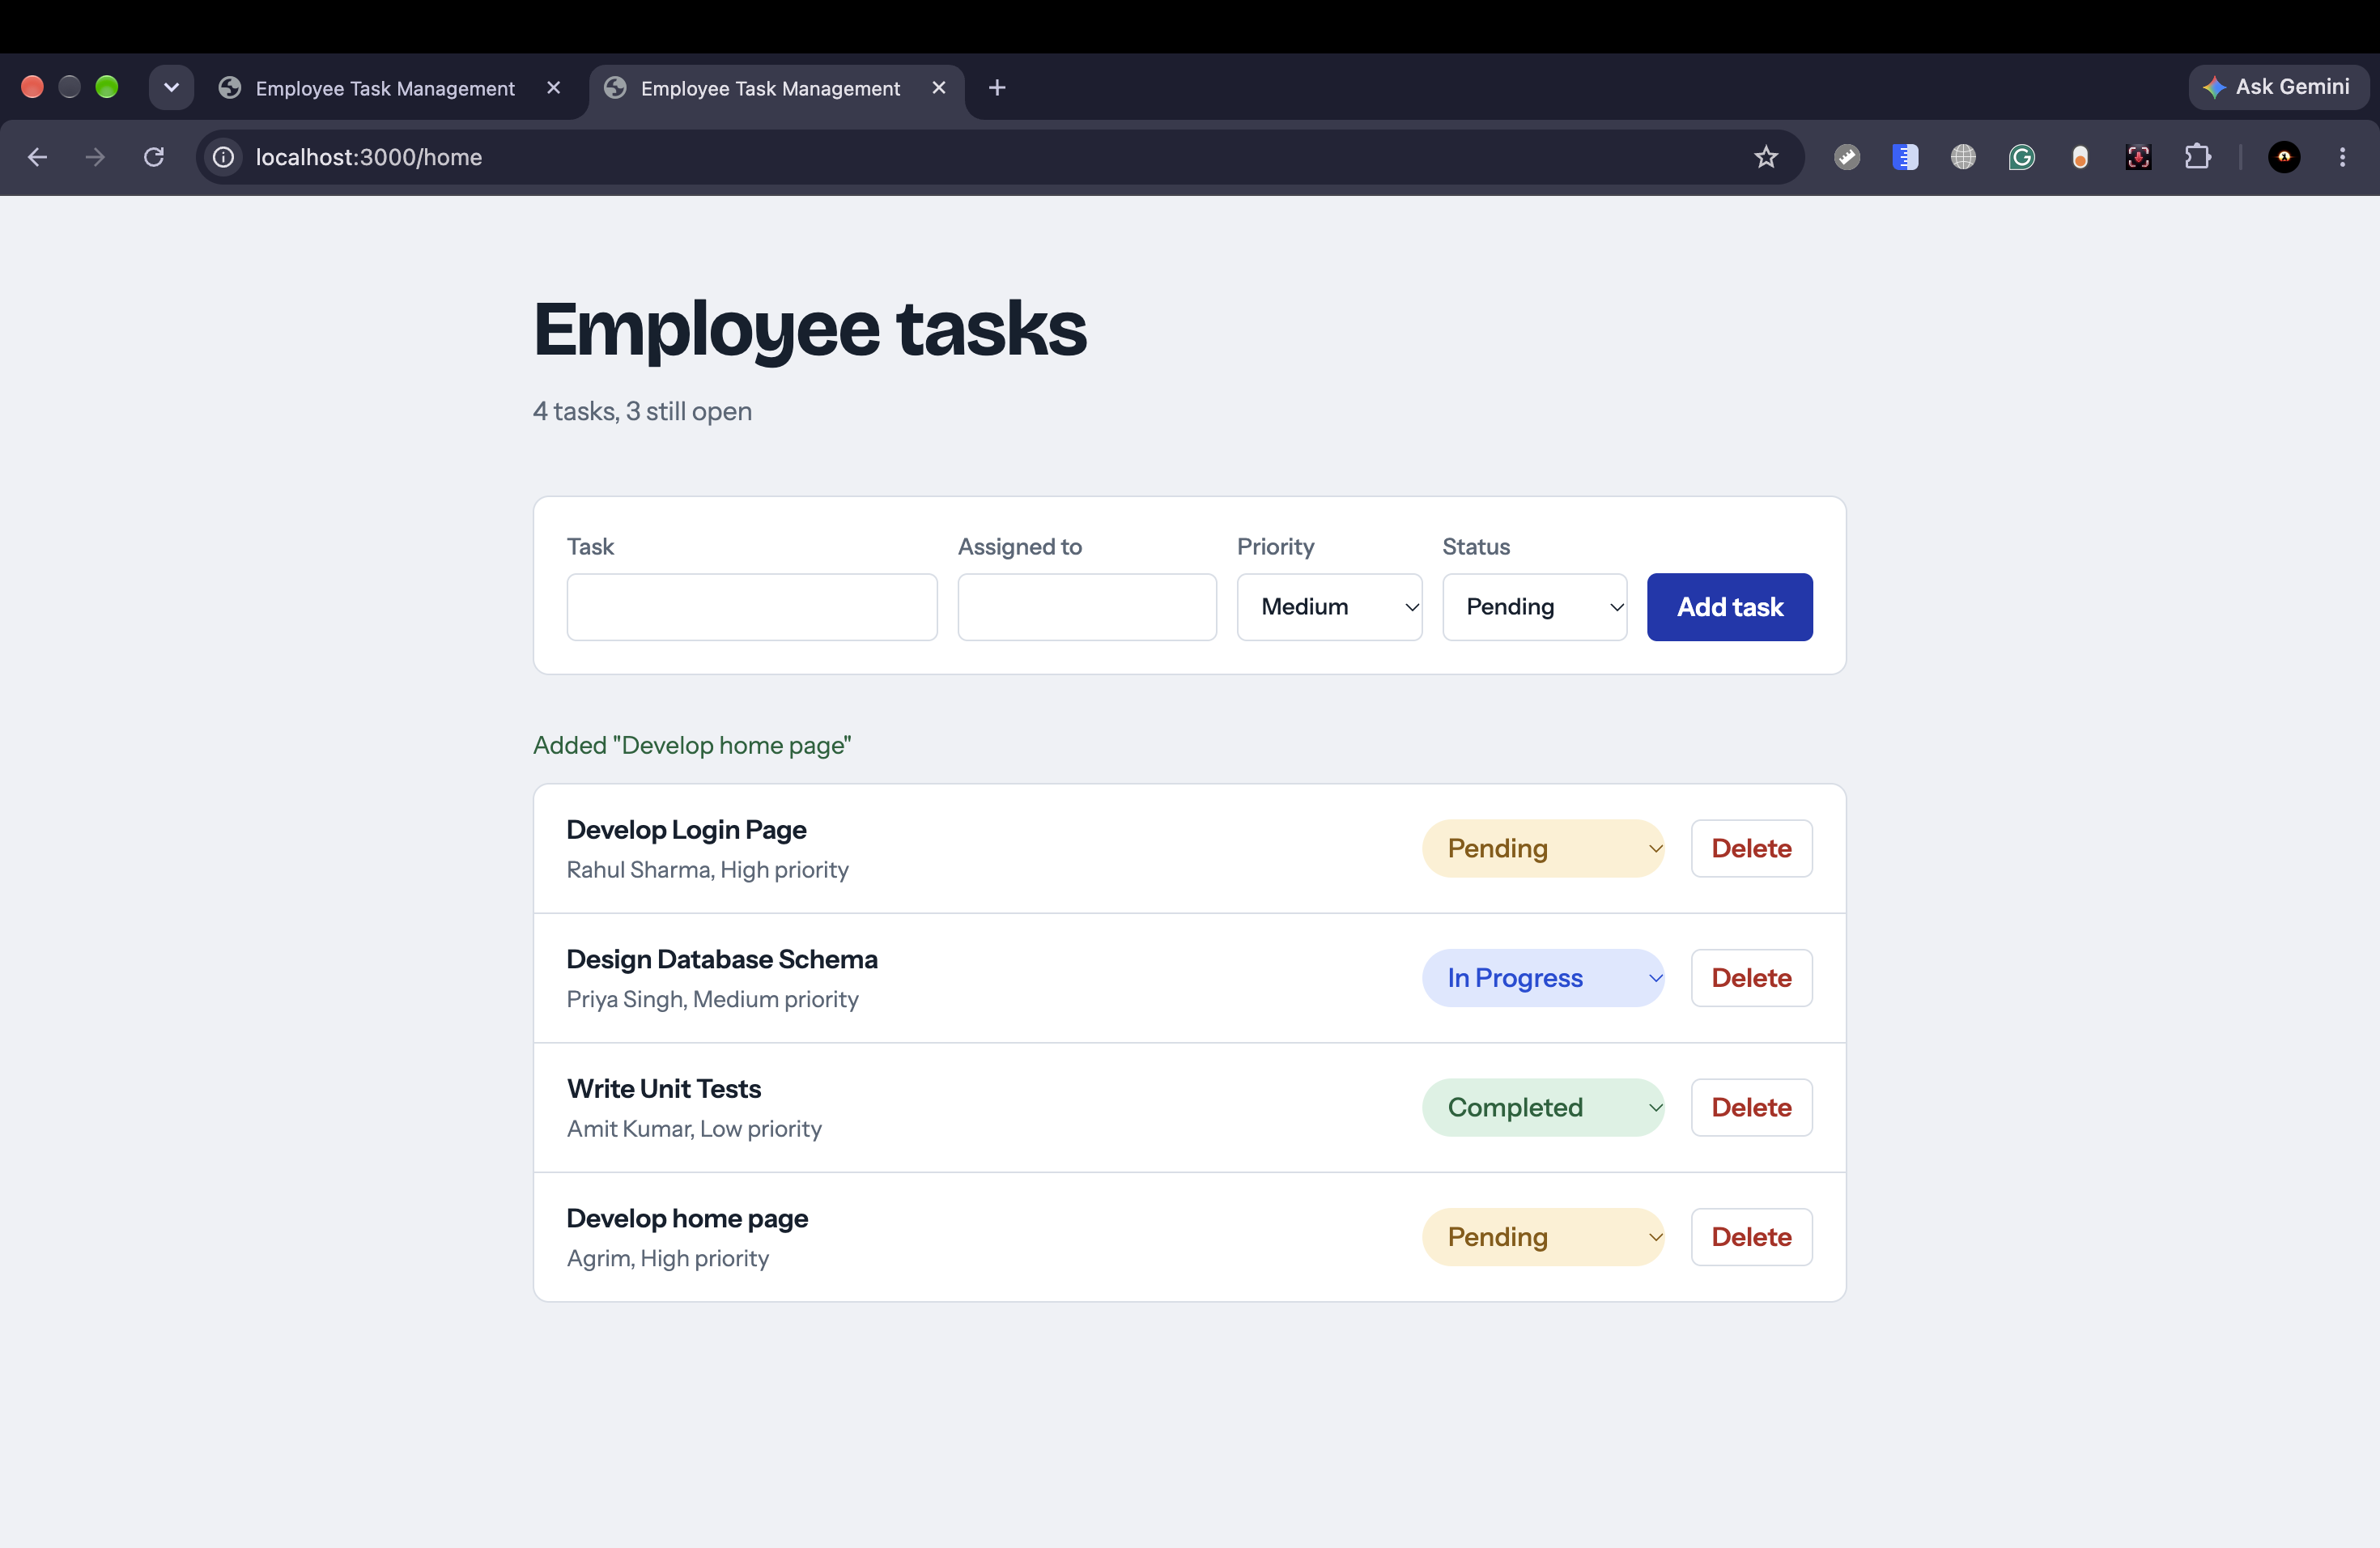 Employee Task Management
Employee Task Management
Ask Gemini
localhost:3000/home
Employee tasks
4 tasks, 3 still open
Task Assigned to Priority Status
Medium Pending Add task
Added "Develop home page"
Develop Login Page
Rahul Sharma, High priority
Pending Delete
Design Database Schema
Priya Singh, Medium priority
In Progress Delete
Write Unit Tests
Amit Kumar, Low priority
Completed Delete
Develop home page
Agrim, High priority
Pending Delete